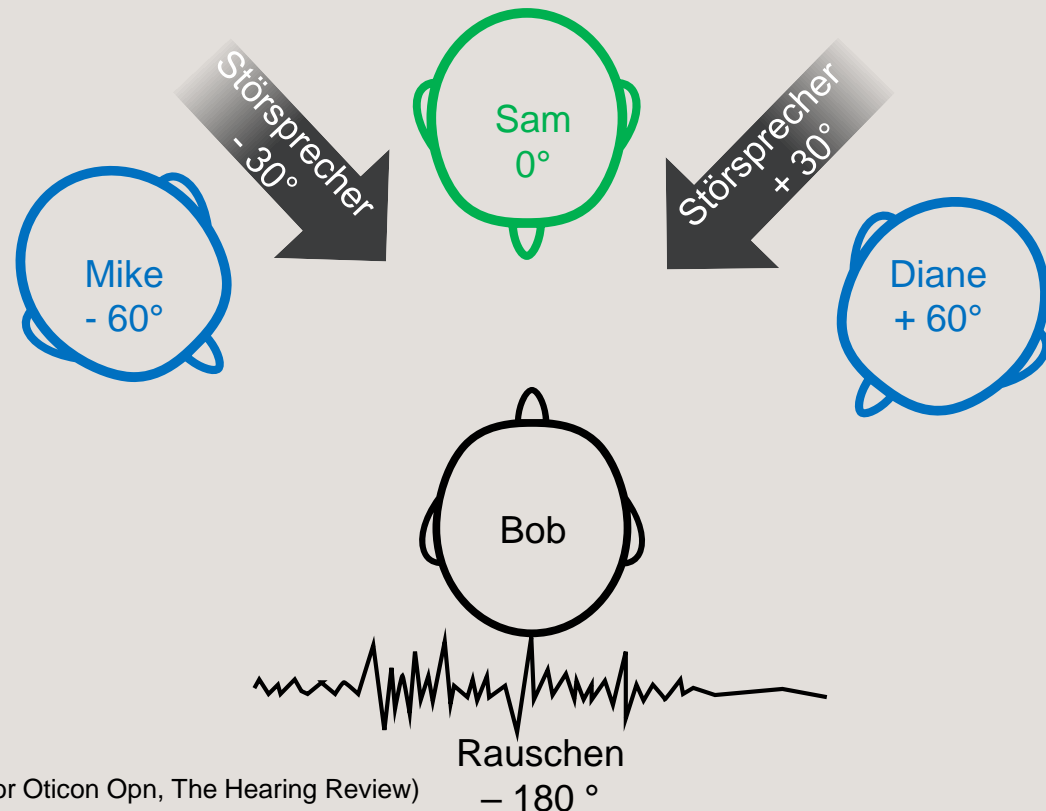 Störsprecher
- 30°
Sam
0°
Störsprecher
+ 30°
Mike
- 60°
Diane
+ 60°
Bob
Rauschen
– 180 °
or Oticon Opn, The Hearing Review)